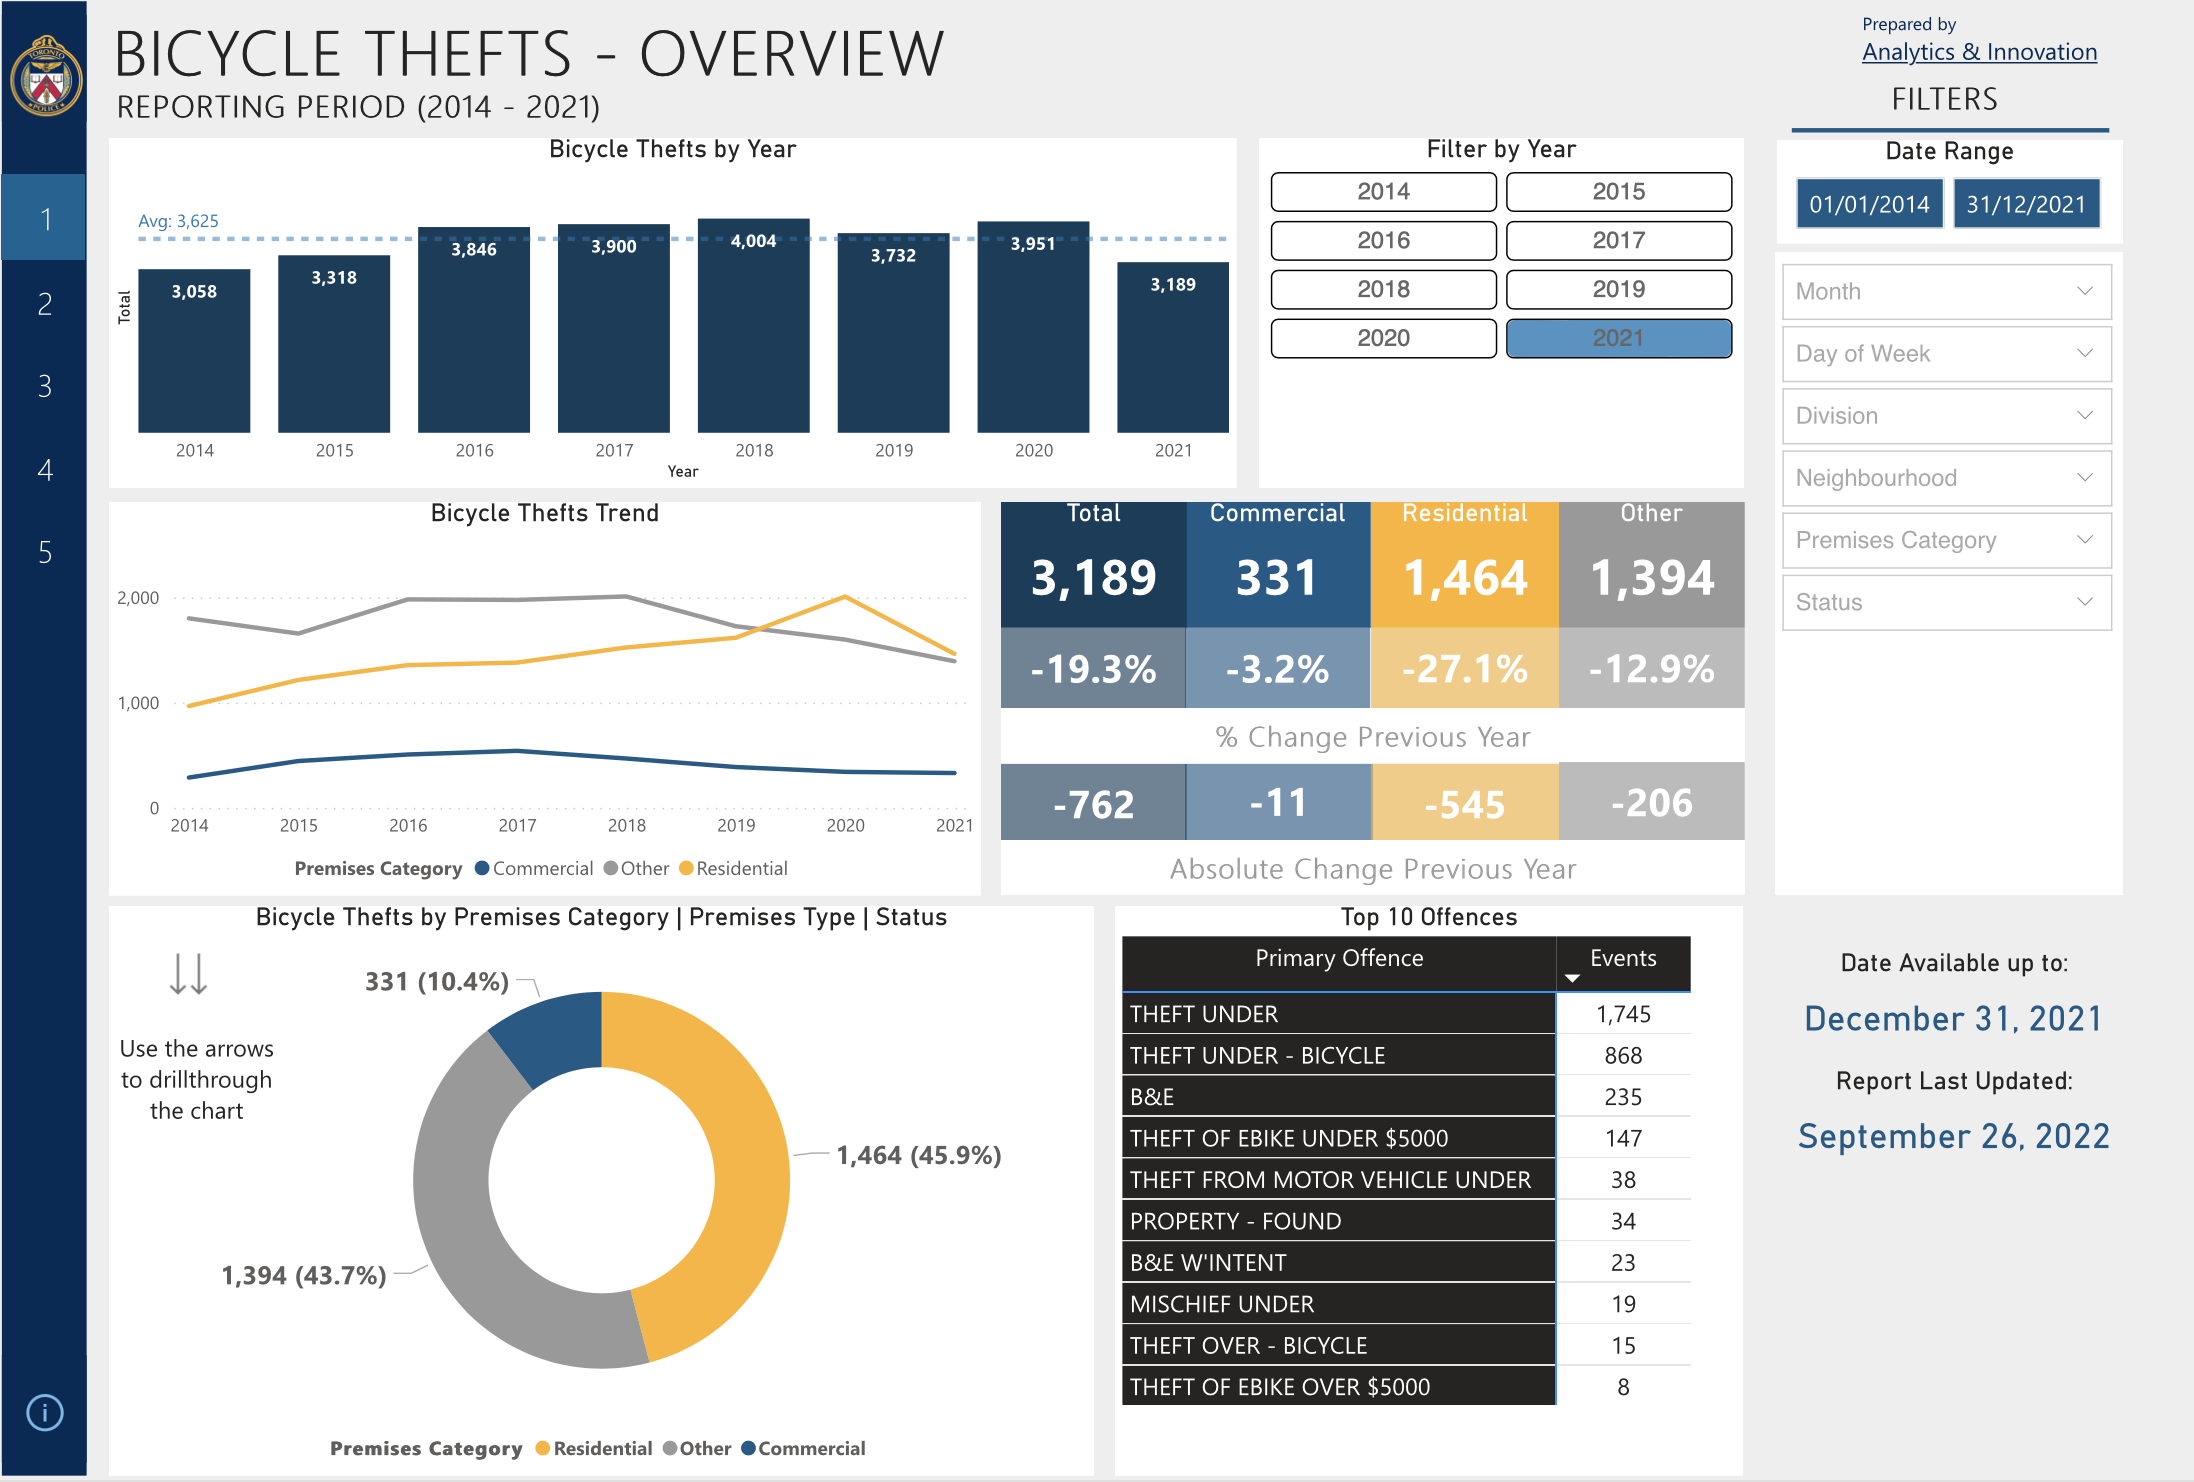 BICYCLE THEFTS - OVERVIEW
REPORTING PERIOD (2014 - 2021)
Prepared by
Analytics & Innovation
FILTERS
TORONTO
POLICE
1
2
3
4
5
i
Bicycle Thefts by Year
Avg: 3,625
Total
3,058
3,318
3,846
3,900
4,004
3,732
3,951
3,189
2014
2015
2016
2017
2018
2019
2020
2021
Year
Filter by Year
2014
2015
2016
2017
2018
2019
2020
2021
Date Range
01/01/2014
31/12/2021
Month
Day of Week
Division
Neighbourhood
Premises Category
Status
Bicycle Thefts Trend
2,000
1,000
0
2014
2015
2016
2017
2018
2019
2020
2021
Premises Category Commercial Other Residential
Total Commercial Residential Other
3,189 331 1,464 1,394
-19.3% -3.2% -27.1% -12.9%
% Change Previous Year
-762 -11 -545 -206
Absolute Change Previous Year
Bicycle Thefts by Premises Category | Premises Type | Status
Use the arrows
to drillthrough
the chart
331 (10.4%)
1,464 (45.9%)
1,394 (43.7%)
Premises Category Residential Other Commercial
Top 10 Offences
Primary Offence Events
THEFT UNDER 1,745
THEFT UNDER - BICYCLE 868
B&E 235
THEFT OF EBIKE UNDER $5000 147
THEFT FROM MOTOR VEHICLE UNDER 38
PROPERTY - FOUND 34
B&E W'INTENT 23
MISCHIEF UNDER 19
THEFT OVER - BICYCLE 15
THEFT OF EBIKE OVER $5000 8
Date Available up to:
December 31, 2021
Report Last Updated:
September 26, 2022